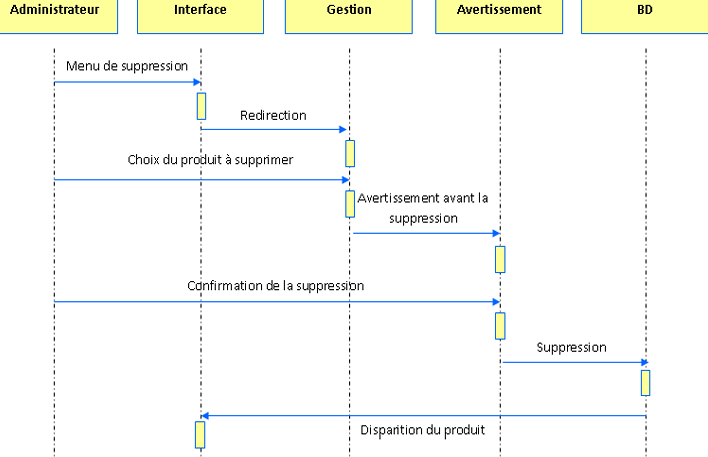 Administrateur
Interface
Gestion
Avertissement
BD
Menu de suppression
Redirection
Choix du produit à supprimer
Avertissement avant la
suppression
Confirmation de la suppression
Suppression
Disparition du produit